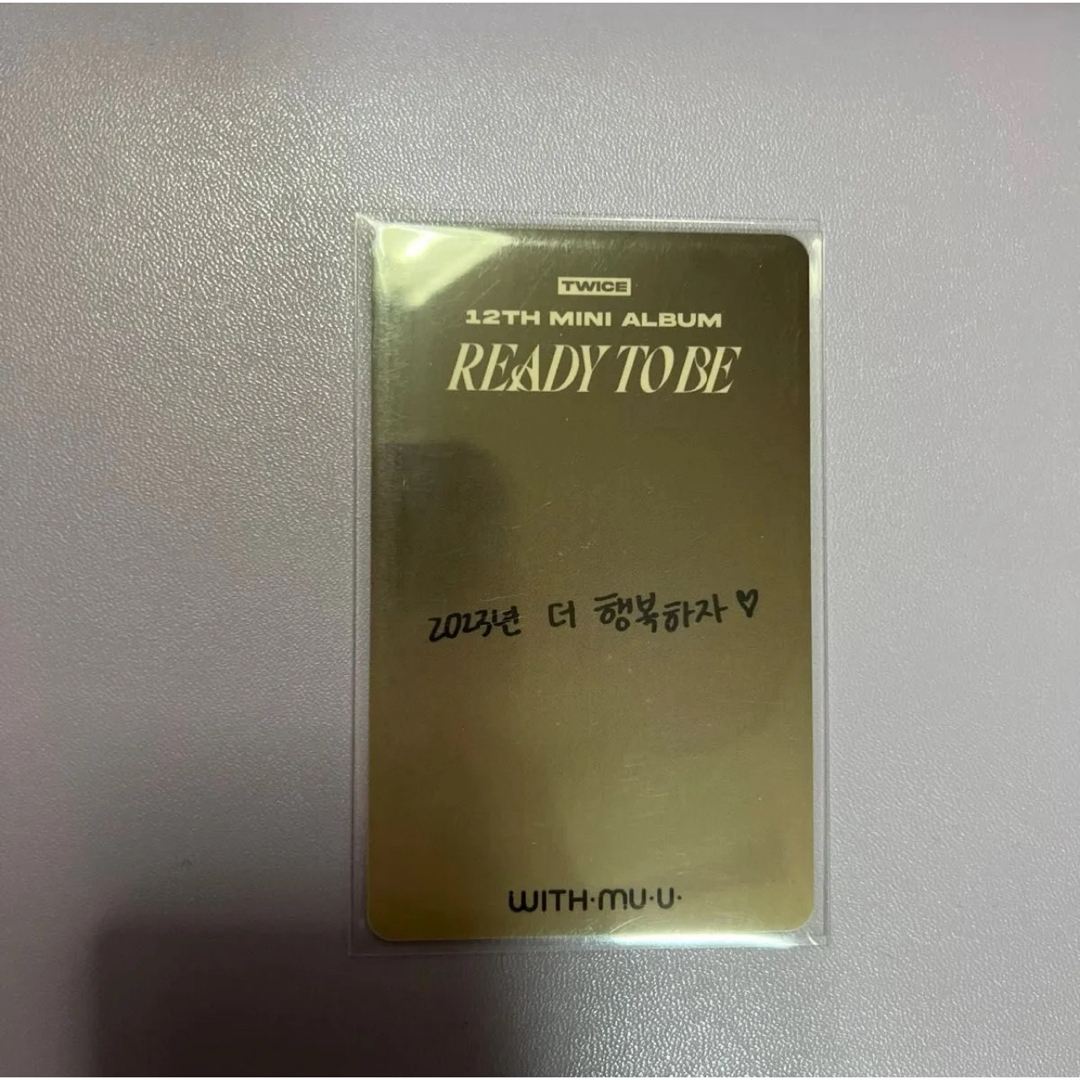 TWICE
12TH MINI ALBUM
READY TO BE
2023년 더 행복하자♡
WITH·MU·U·